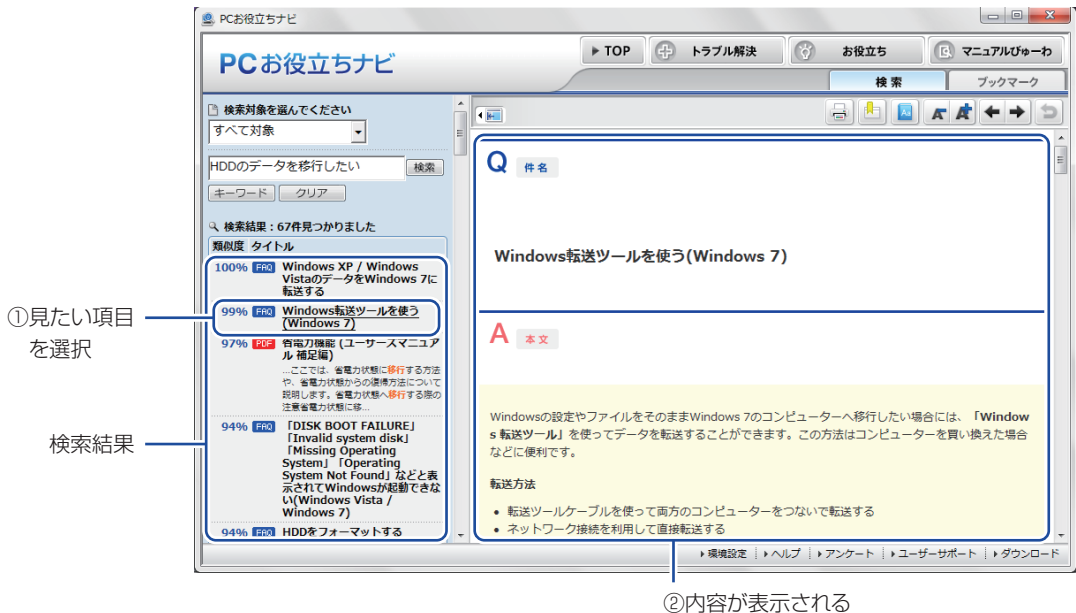 PCお役立ちナビ
PCお役立ちナビ
TOP
トラブル解決
お役立ち
マニュアルびゅーわ
検 索
ブックマーク
検索対象を選んでください
すべて対象
HDDのデータを移行したい
検索
キーワード
クリア
検索結果：67件見つかりました
類似度 タイトル
100% FAQ Windows XP / Windows
VistaのデータをWindows 7に
転送する
99% FAQ Windows転送ツールを使う
(Windows 7)
97% PDF 省電力機能 (ユーザーズマニュア
ル 補足編)
...ここでは、省電力状態に移行する方法
や、省電力状態からの復帰方法について
説明します。省電力状態へ移行する際の
注意省電力状態に移...
94% FAQ 「DISK BOOT FAILURE」
「Invalid system disk」
「Missing Operating
System」「Operating
System Not Found」などと表
示されてWindowsが起動できな
い(Windows Vista /
Windows 7)
94% FAQ HDDをフォーマットする
Q 件 名
Windows転送ツールを使う(Windows 7)
A 本 文
Windowsの設定やファイルをそのままWindows 7のコンピューターへ移行したい場合には、「Window
s 転送ツール」を使ってデータを転送することができます。この方法はコンピューターを買い換えた場合
などに便利です。
転送方法
• 転送ツールケーブルを使って両方のコンピューターをつないで転送する
• ネットワーク接続を利用して直接転送する
環境設定
ヘルプ
アンケート
ユーザーサポート
ダウンロード
①見たい項目
を選択
検索結果
②内容が表示される